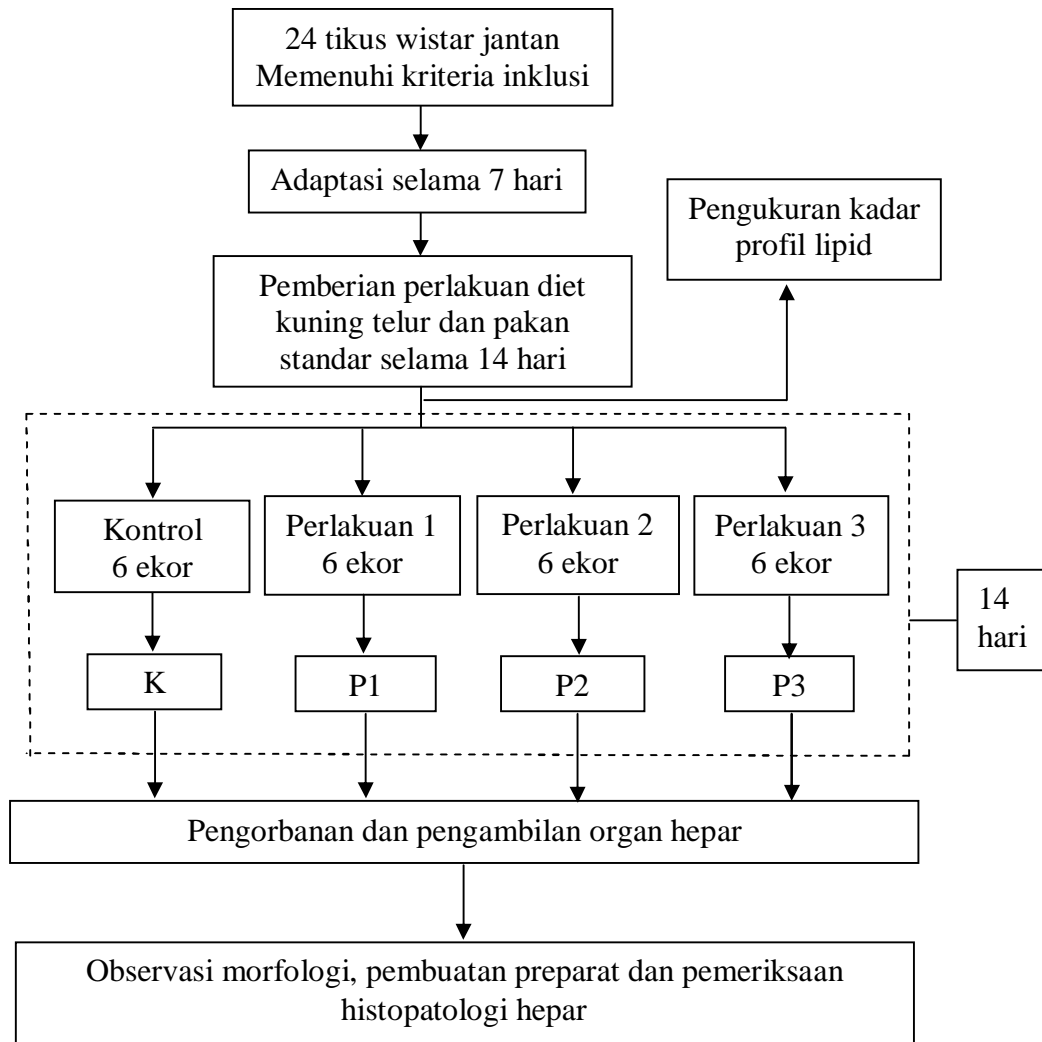 24 tikus wistar jantan
Memenuhi kriteria inklusi
Adaptasi selama 7 hari
Pengukuran kadar
profil lipid
Pemberian perlakuan diet
kuning telur dan pakan
standar selama 14 hari
Kontrol
6 ekor
Perlakuan 1
6 ekor
Perlakuan 2
6 ekor
Perlakuan 3
6 ekor
14
hari
K
P1
P2
P3
Pengorbanan dan pengambilan organ hepar
Observasi morfologi, pembuatan preparat dan pemeriksaan
histopatologi hepar